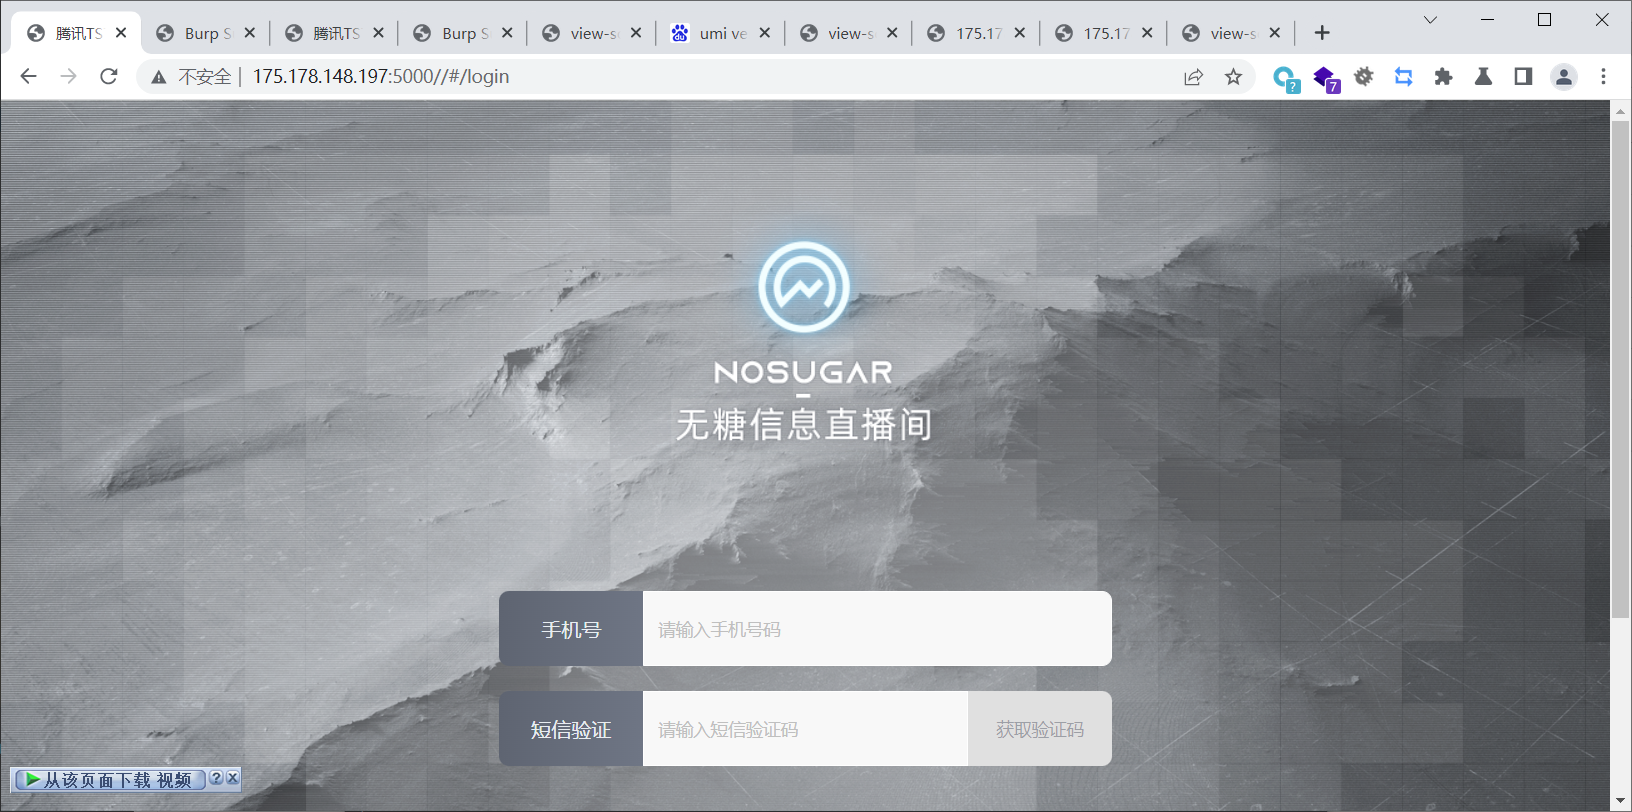 腾讯TS
Burp S
腾讯TS
Burp S
view-s
umi ve
view-s
175.17
175.17
view-s
不安全 | 175.178.148.197:5000//#/login
?
7
NOSUGAR
无糖信息直播间
手机号
请输入手机号码
短信验证
请输入短信验证码
获取验证码
从该页面下载 视频